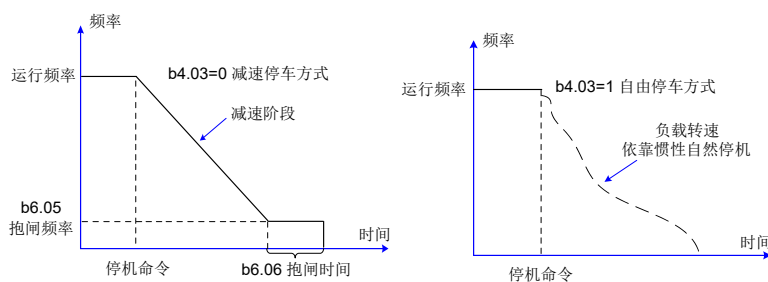 频率
运行频率
b4.03=0 减速停车方式
减速阶段
b6.05
抱闸频率
时间
停机命令
b6.06 抱闸时间
频率
运行频率
b4.03=1 自由停车方式
负载转速
依靠惯性自然停机
时间
停机命令